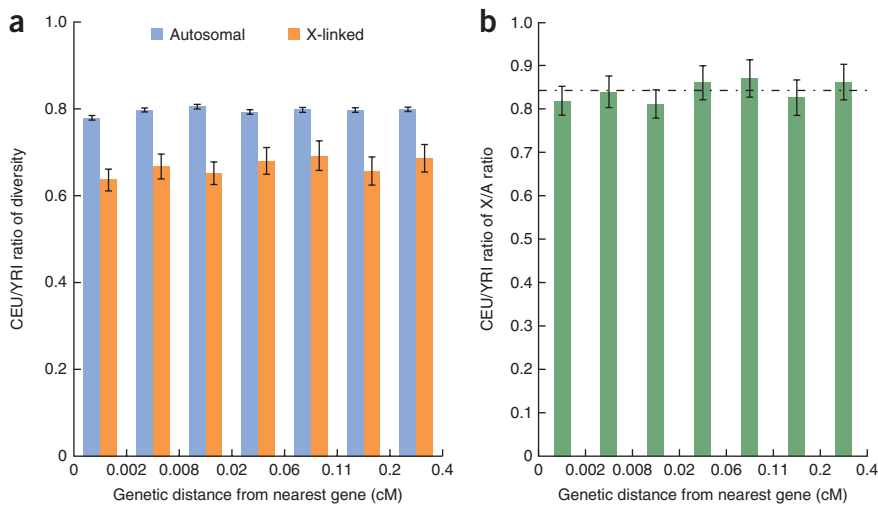 a
Autosomal
X-linked
CEU/YRI ratio of diversity
1.0
0.8
0.6
0.4
0.2
0
0 0.002 0.008 0.02 0.06 0.11 0.2 0.4
Genetic distance from nearest gene (cM)
b
CEU/YRI ratio of X/A ratio
1.0
0.9
0.8
0.7
0.6
0.5
0.4
0.3
0.2
0.1
0
0 0.002 0.008 0.02 0.06 0.11 0.2 0.4
Genetic distance from nearest gene (cM)